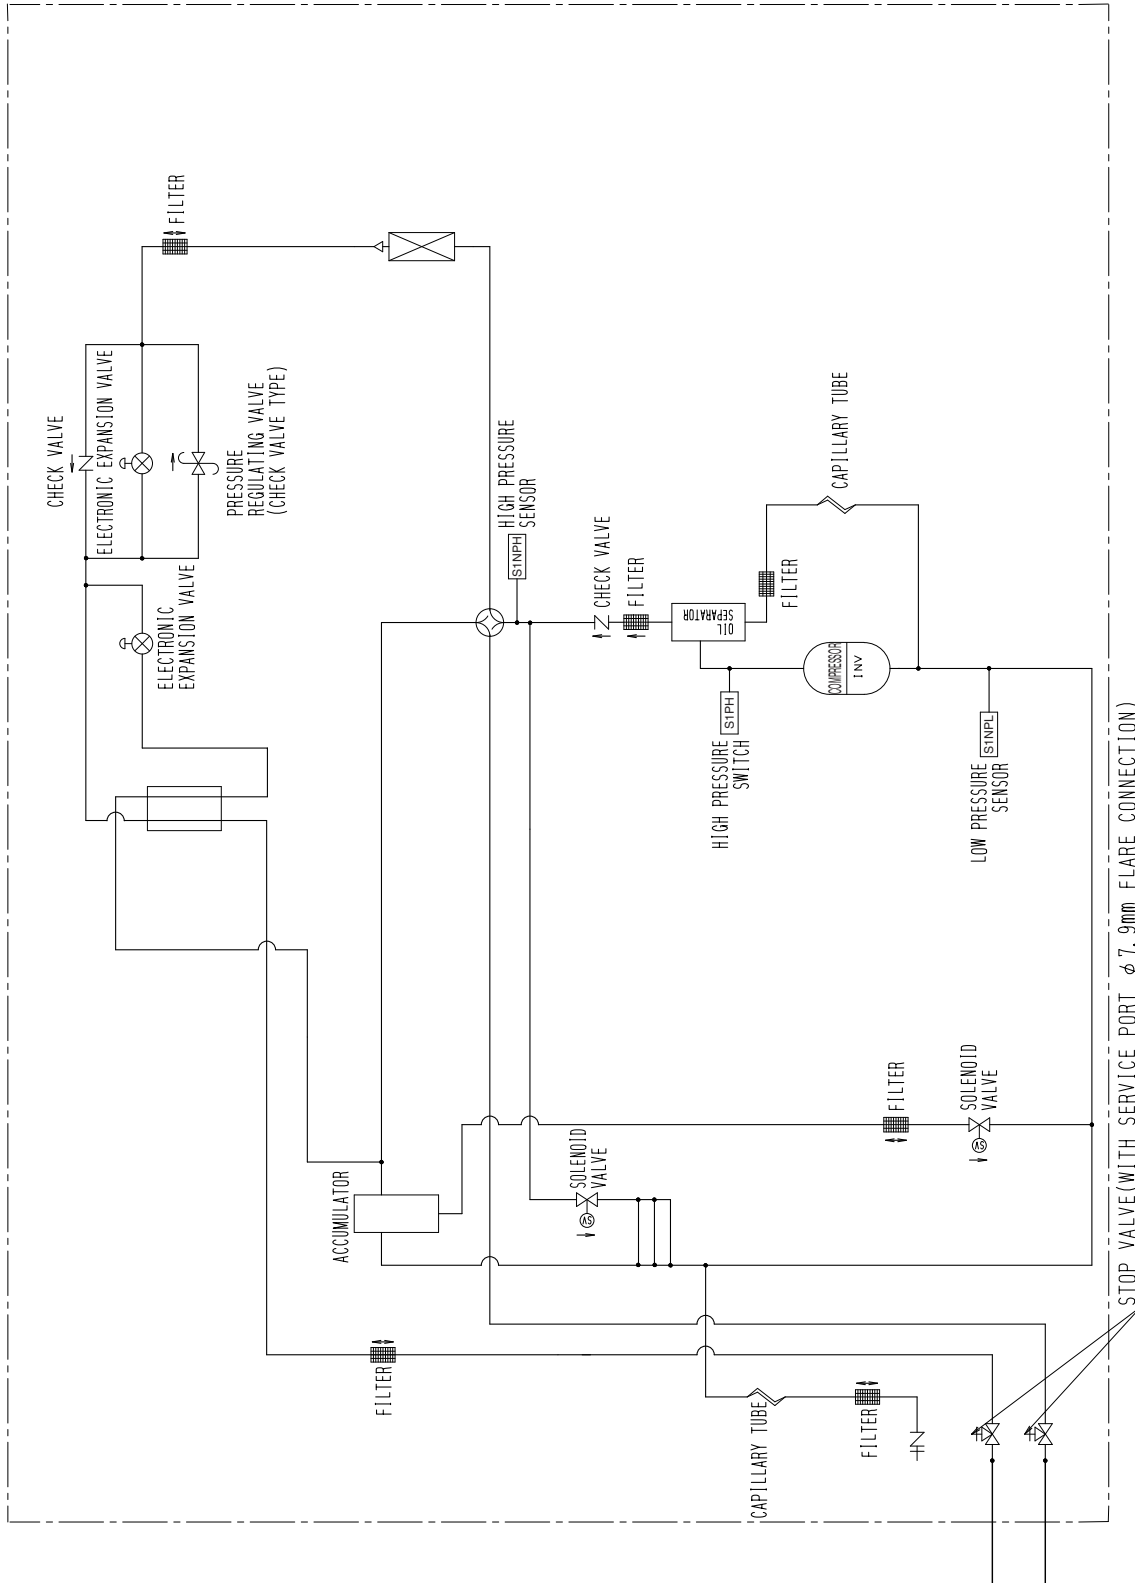 FILTER
CHECK VALVE
ELECTRONIC EXPANSION VALVE
PRESSURE
REGULATING VALVE
(CHECK VALVE TYPE)
HIGH PRESSURE
SENSOR
S1NPH
CAPILLARY TUBE
ELECTRONIC
EXPANSION VALVE
CHECK VALVE
FILTER
OIL
SEPARATOR
FILTER
COMPRESSOR
INV
S1PH
HIGH PRESSURE
SWITCH
S1NPL
LOW PRESSURE
SENSOR
STOP VALVE(WITH SERVICE PORT φ7.9mm FLARE CONNECTION)
FILTER
SOLENOID
VALVE
SV
ACCUMULATOR
SOLENOID
VALVE
SV
FILTER
CAPILLARY TUBE
FILTER